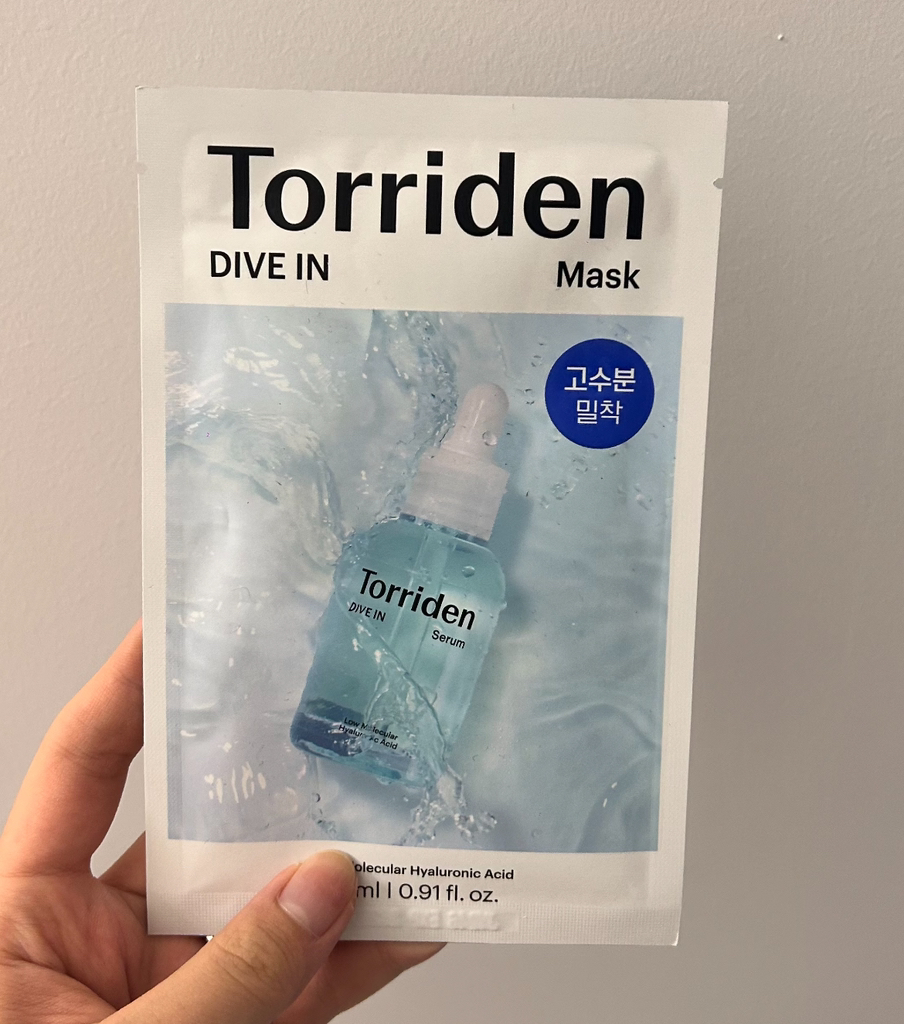 Torriden
DIVE IN
Mask
고수분
밀착
Torriden
DIVE IN
Serum
Low Molecular
Hyaluronic Acid
Hyaluronic Acid
ml | 0.91 fl. oz.